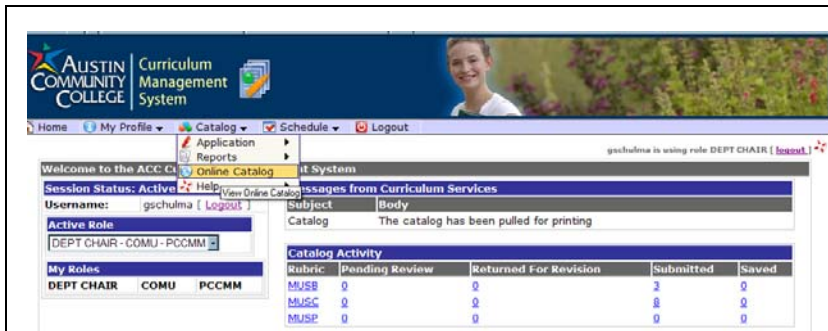 AUSTIN
COMMUNITY
COLLEGE
Curriculum
Management
System
Home My Profile Catalog Schedule Logout
Application
Reports
Online Catalog
Help
View Online Catalog
gschulma is using role DEPT CHAIR [ logout ]
Welcome to the ACC Cu
nt System
Session Status: Active
Messages from Curriculum Services
Username: gschulma [ Logout ]
Subject Body
Catalog The catalog has been pulled for printing
Active Role
DEPT CHAIR - COMU - PCCMM
Catalog Activity
My Roles
Rubric Pending Review Returned For Revision Submitted Saved
DEPT CHAIR COMU PCCMM
MUSB 0 0 3 0
MUSC 0 0 8 0
MUSP 0 0 0 0